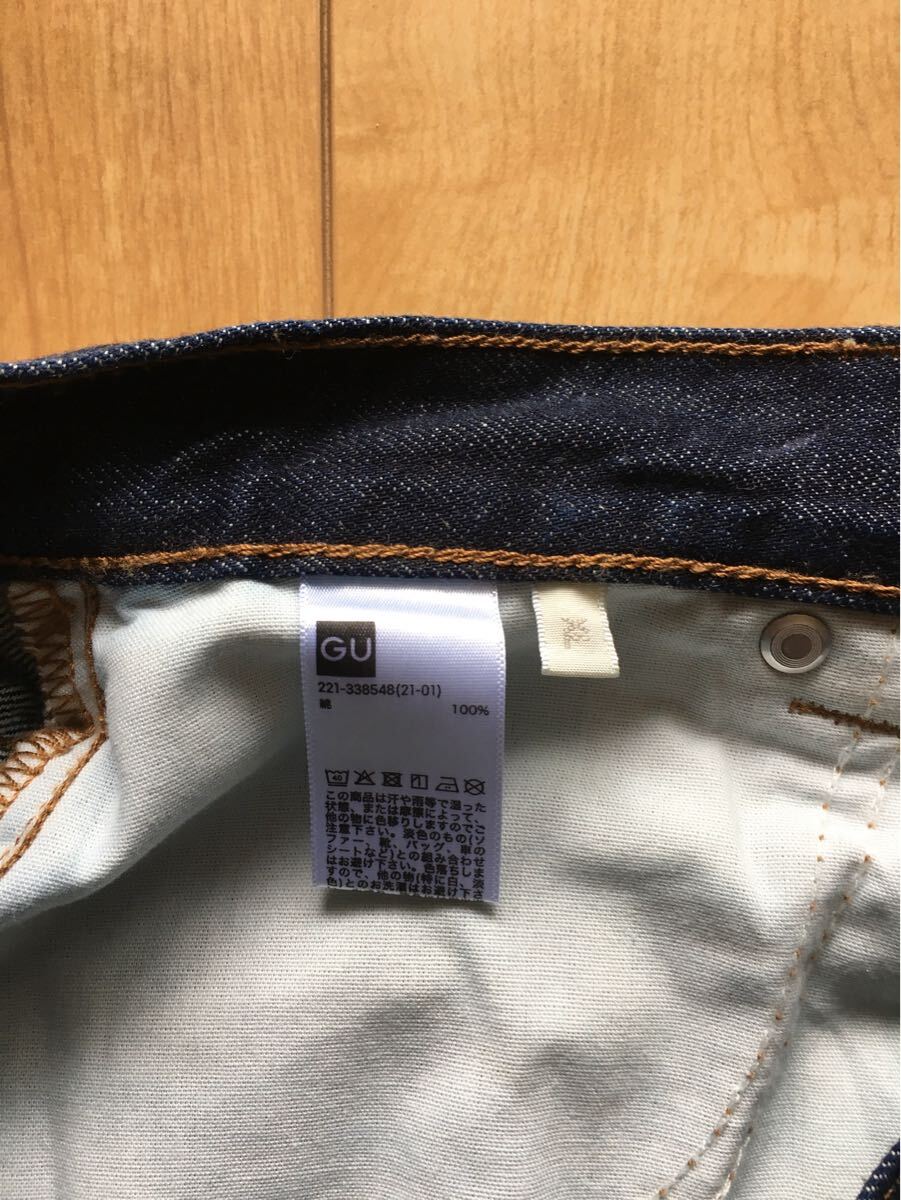 GU
221-338548(21-01)
綿 100%
40
この商品は汗や雨等で湿った
状態、または摩擦によって、
他の物に色移りしますのでご
注意下さい。淡色のもの(ソ
ファー、靴、バッグ、車の
シートなど)との組み合わせ
はお避け下さい。色落ちしま
すので、他の物(特に白、淡
色)とのお洗濯はお避け下さ